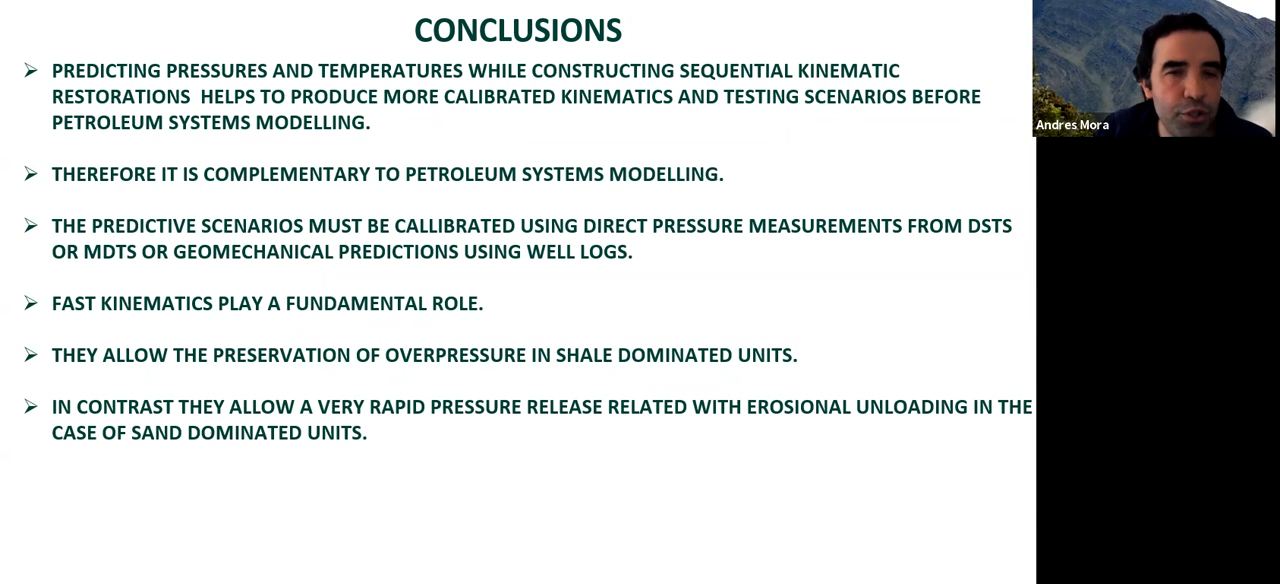 CONCLUSIONS
PREDICTING PRESSURES AND TEMPERATURES WHILE CONSTRUCTING SEQUENTIAL KINEMATIC
RESTORATIONS HELPS TO PRODUCE MORE CALIBRATED KINEMATICS AND TESTING SCENARIOS BEFORE
PETROLEUM SYSTEMS MODELLING.
THEREFORE IT IS COMPLEMENTARY TO PETROLEUM SYSTEMS MODELLING.
THE PREDICTIVE SCENARIOS MUST BE CALLIBRATED USING DIRECT PRESSURE MEASUREMENTS FROM DSTS
OR MDTS OR GEOMECHANICAL PREDICTIONS USING WELL LOGS.
FAST KINEMATICS PLAY A FUNDAMENTAL ROLE.
THEY ALLOW THE PRESERVATION OF OVERPRESSURE IN SHALE DOMINATED UNITS.
IN CONTRAST THEY ALLOW A VERY RAPID PRESSURE RELEASE RELATED WITH EROSIONAL UNLOADING IN THE
CASE OF SAND DOMINATED UNITS.
Andres Mora